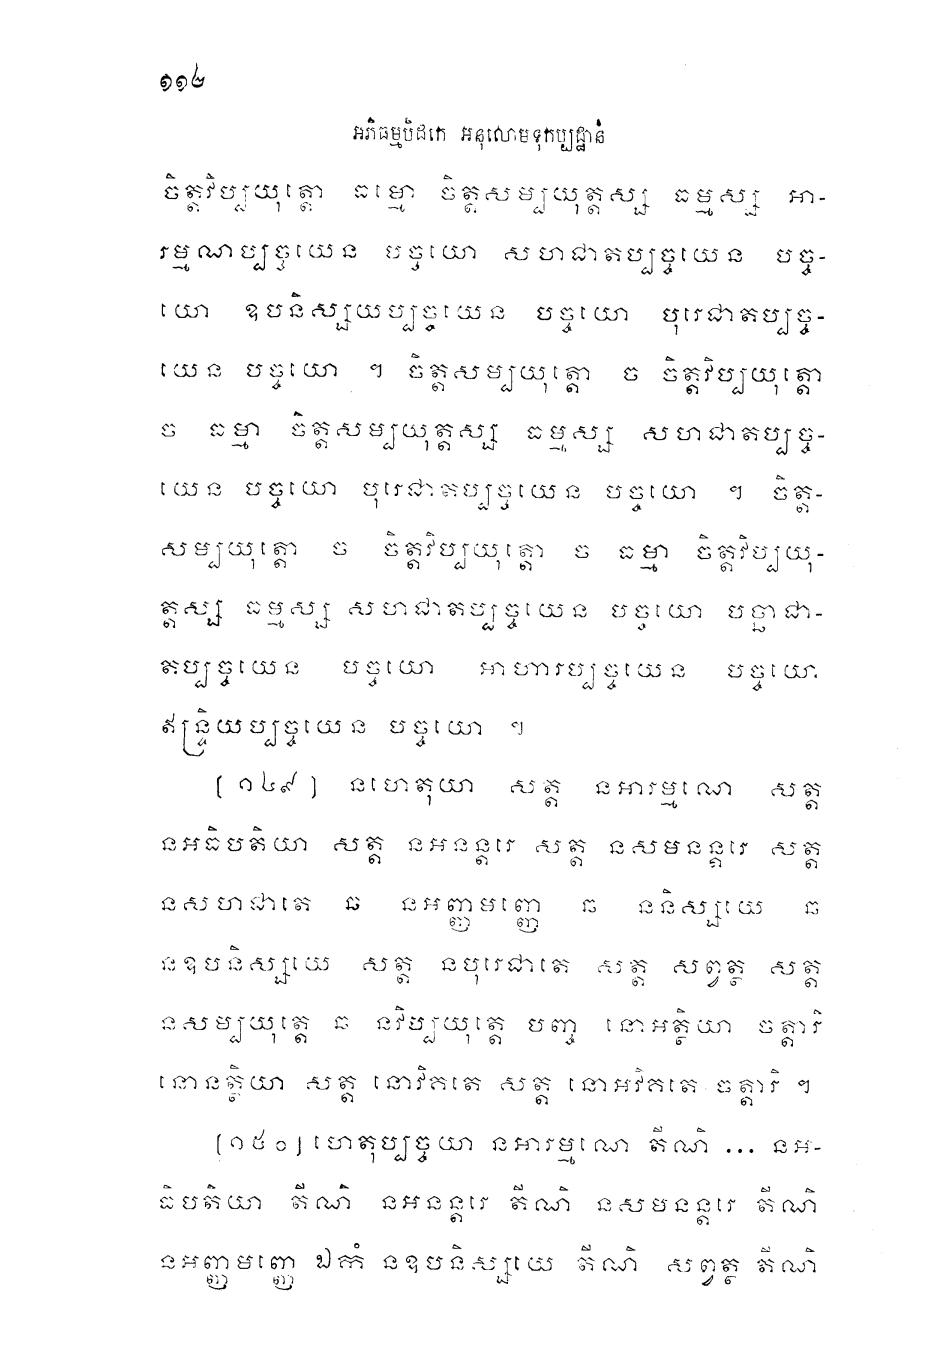 ១១៤
អភិធម្មបិដកេ អនុលោមទុកប្បដ្ឋានំ
ចិត្តវិប្បយុត្តោ ធម្មោ ចិត្តសម្បយុត្តស្ស ធម្មស្ស អា-
រម្មណប្បច្ចយេន បច្ចយោ សហជាតប្បច្ចយេន បច្ច-
យោ ឧបនិស្សយប្បច្ចយេន បច្ចយោ បុរេជាតប្បច្ច-
យេន បច្ចយោ ។ ចិត្តសម្បយុត្តោ ច ចិត្តវិប្បយុត្តោ
ច ធម្មា ចិត្តសម្បយុត្តស្ស ធម្មស្ស សហជាតប្បច្ច-
យេន បច្ចយោ បុរេជាតប្បច្ចយេន បច្ចយោ ។ ចិត្ត-
សម្បយុត្តោ ច ចិត្តវិប្បយុត្តោ ច ធម្មា ចិត្តវិប្បយុ-
ត្តស្ស ធម្មស្ស សហជាតប្បច្ចយេន បច្ចយោ បច្ឆាជា-
តប្បច្ចយេន បច្ចយោ អាហារប្បច្ចយេន បច្ចយោ
ឥន្ទ្រិយប្បច្ចយេន បច្ចយោ ។
[១៤៩] នហេតុយា សត្ត នអារម្មណោ សត្ត
នអធិបតិយា សត្ត នអនន្តរេ សត្ត នសមនន្តរេ សត្ត
នសហជាតេ ឆ នអញ្ញមញ្ញេ ឆ ននិស្សយេ ឆ
នឧបនិស្សយេ សត្ត នបុរេជាតេ សត្ត សព្វត្ថ សត្ត
នសម្បយុត្តេ ឆ នវិប្បយុត្តេ បញ្ច នោអត្ថិយា ចត្តារិ
នោនត្ថិយា សត្ត នោវិគតេ សត្ត នោអវិគតេ ចត្តារិ ។
[១៥០] ហេតុប្បច្ចយា នអារម្មណោ តីណិ ... នអ-
ធិបតិយា តីណិ នអនន្តរេ តីណិ នសមនន្តរេ តីណិ
នអញ្ញមញ្ញេ ឯកំ នឧបនិស្សយេ តីណិ សព្វត្ថ តីណិ